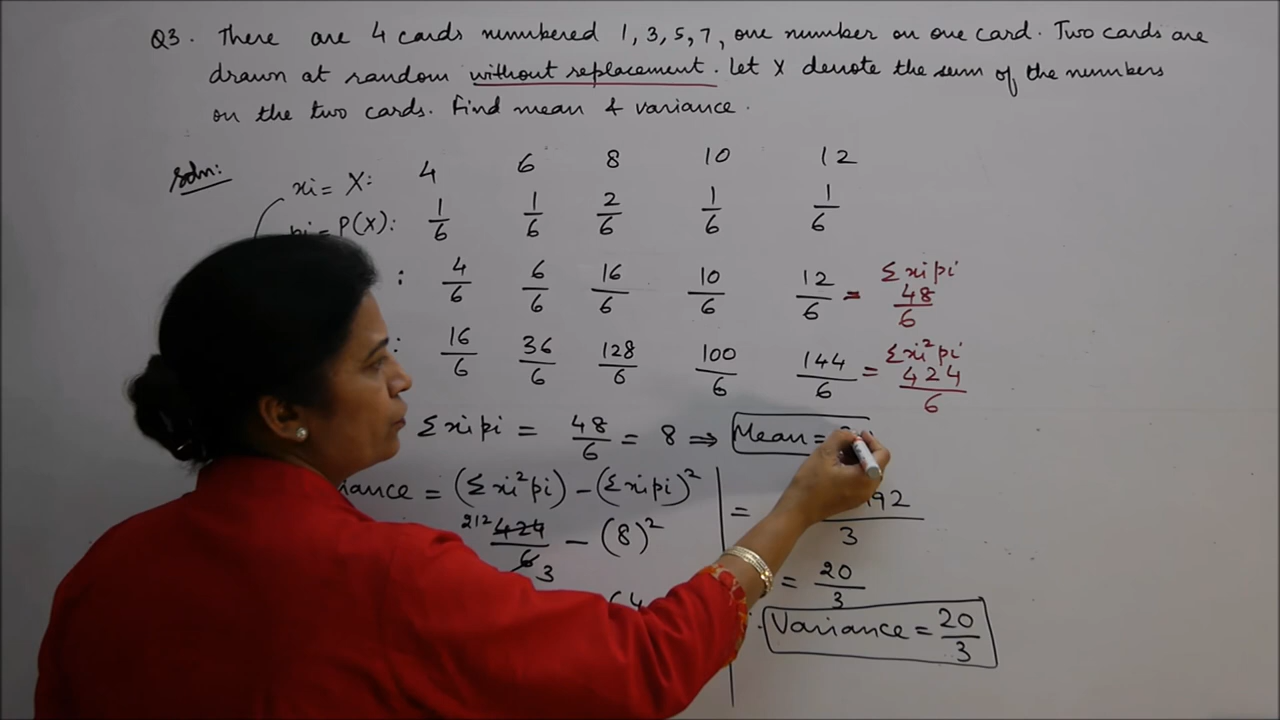 Q3. There are 4 cards numbered 1, 3, 5, 7, one number on one card. Two cards are
drawn at random without replacement. Let X denote the sum of the numbers
on the two cards. Find mean & variance.
Soln:
xi = X: 4 6 8 10 12
pi = P(X): 1/6 1/6 2/6 1/6 1/6
: 4/6 6/6 16/6 10/6 12/6 = Σxipi 48/6
: 16/6 36/6 128/6 100/6 144/6 = Σxi²pi 424/6
Σxipi = 48/6 = 8 ⇒ Mean =
= (Σxi²pi) − (Σxipi)²
212 424/6 3 − (8)²
= 192/3
= 20/3
Variance = 20/3